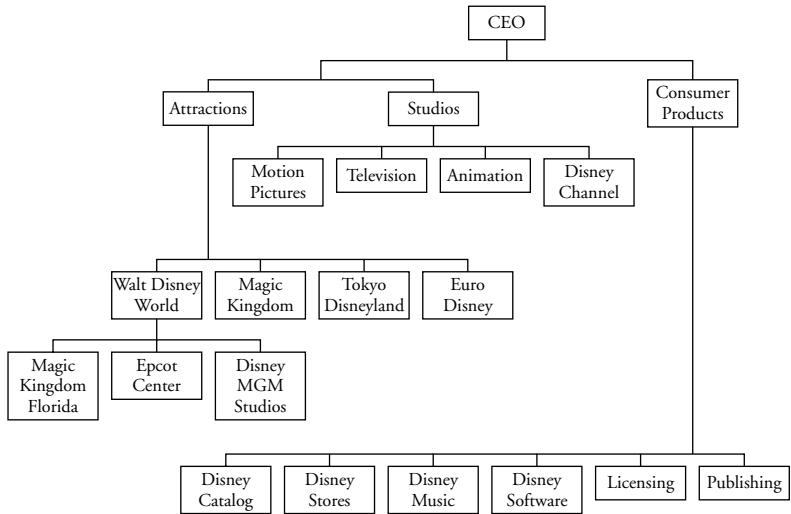 CEO
Attractions
Studios
Consumer
Products
Motion
Pictures
Television
Animation
Disney
Channel
Walt Disney
World
Magic
Kingdom
Tokyo
Disneyland
Euro
Disney
Magic
Kingdom
Florida
Epcot
Center
Disney
MGM
Studios
Disney
Catalog
Disney
Stores
Disney
Music
Disney
Software
Licensing
Publishing